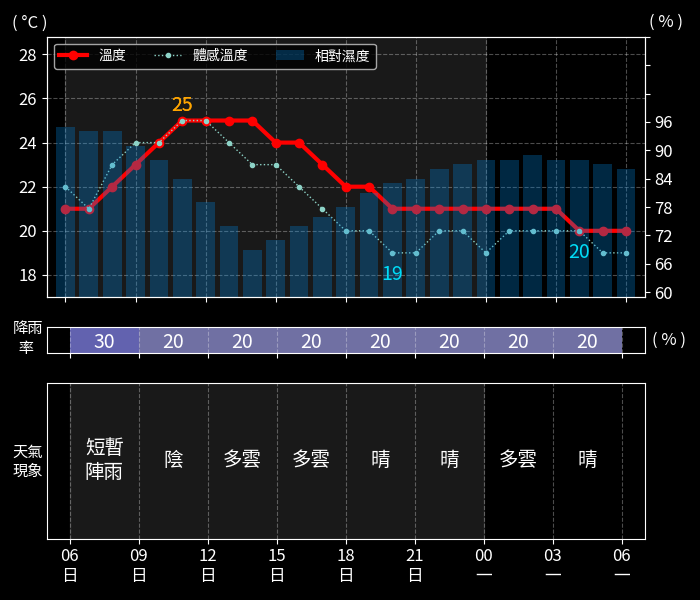 ( °C )
( % )
溫度
體感溫度
相對濕度
28
26
24
22
20
18
96
90
84
78
72
66
60
25
19
20
降雨
率
30 20 20 20 20 20 20 20
( % )
天氣
現象
短暫
陣雨
陰 多雲 多雲 晴 晴 多雲 晴
06 09 12 15 18 21 00 03 06
日 日 日 日 日 日 一 一 一